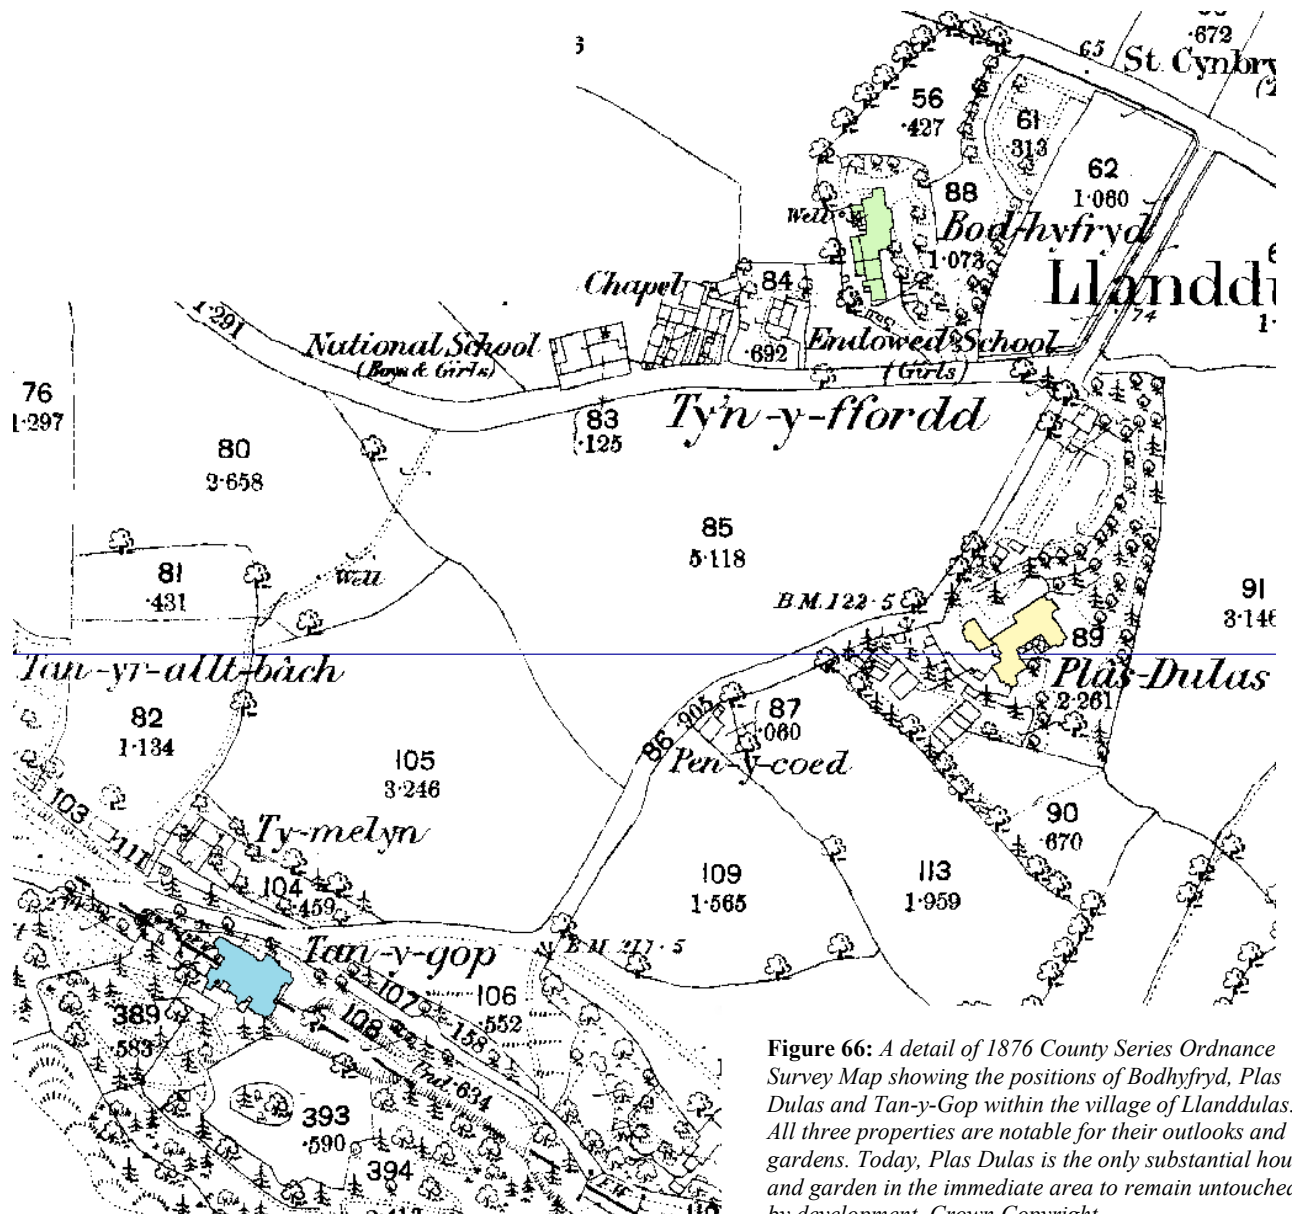 ·672
65
St. Cynbry
56
·427
61
·313
62
1·080
88
Well
Bod-hyfryd
1·073
Llanddu
Chapel
84
74
1·291
National School
(Boys & Girls)
·692
Endowed School
(Girls)
76
1·297
83
·125
Ty'n-y-ffordd
80
2·658
85
5·118
81
·431
Well
B.M. 122·5
91
3·146
89
Tan-yr-allt-bâch
Plâs-Dulas
2·261
82
1·134
87
·060
905
86
105
3·246
Pen-y-coed
103
Ty-melyn
90
·670
111
109
1·565
113
1·959
104
·459
Tan-y-gop
B.M. 211·5
107
106
·552
389
·583
108
·158
Und·634
393
·590
394
Figure 66: A detail of 1876 County Series Ordnance
Survey Map showing the positions of Bodhyfryd, Plas
Dulas and Tan-y-Gop within the village of Llanddulas.
All three properties are notable for their outlooks and
gardens. Today, Plas Dulas is the only substantial hou
and garden in the immediate area to remain untouched
by development. Crown Copyright